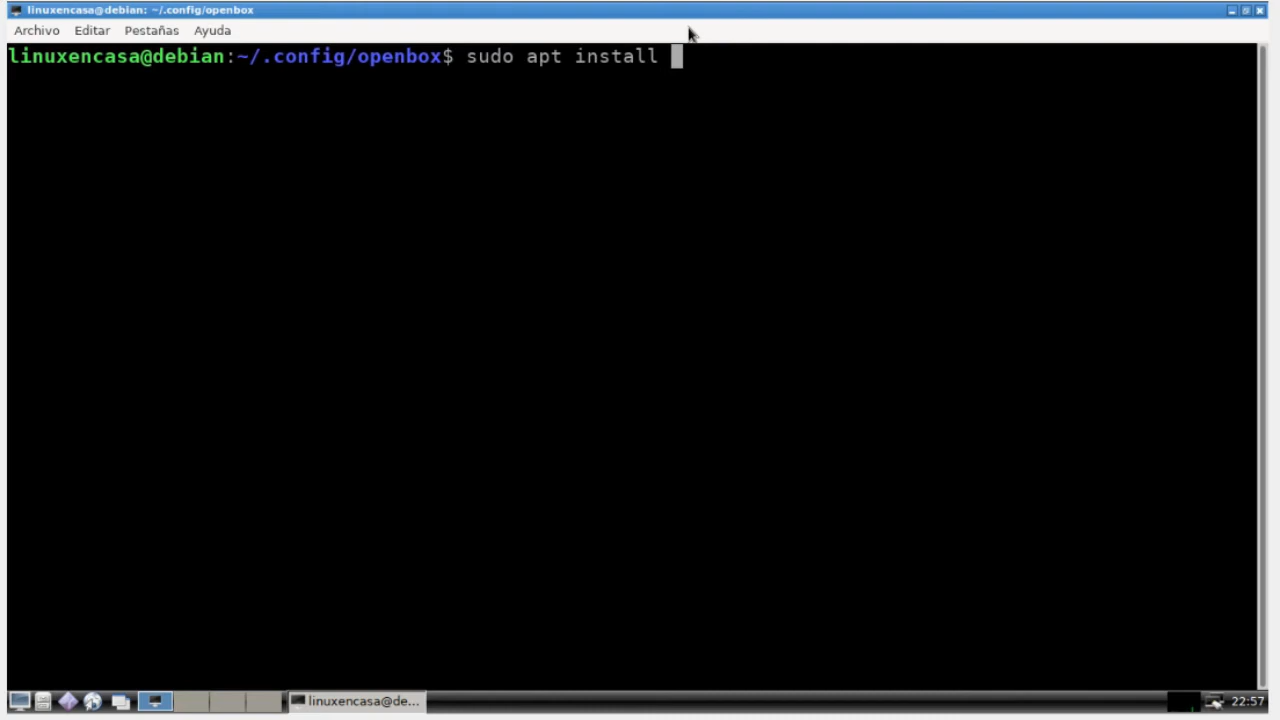 linuxencasa@debian: ~/.config/openbox
Archivo Editar Pestañas Ayuda
linuxencasa@debian:~/.config/openbox$ sudo apt install
linuxencasa@de...
22:57